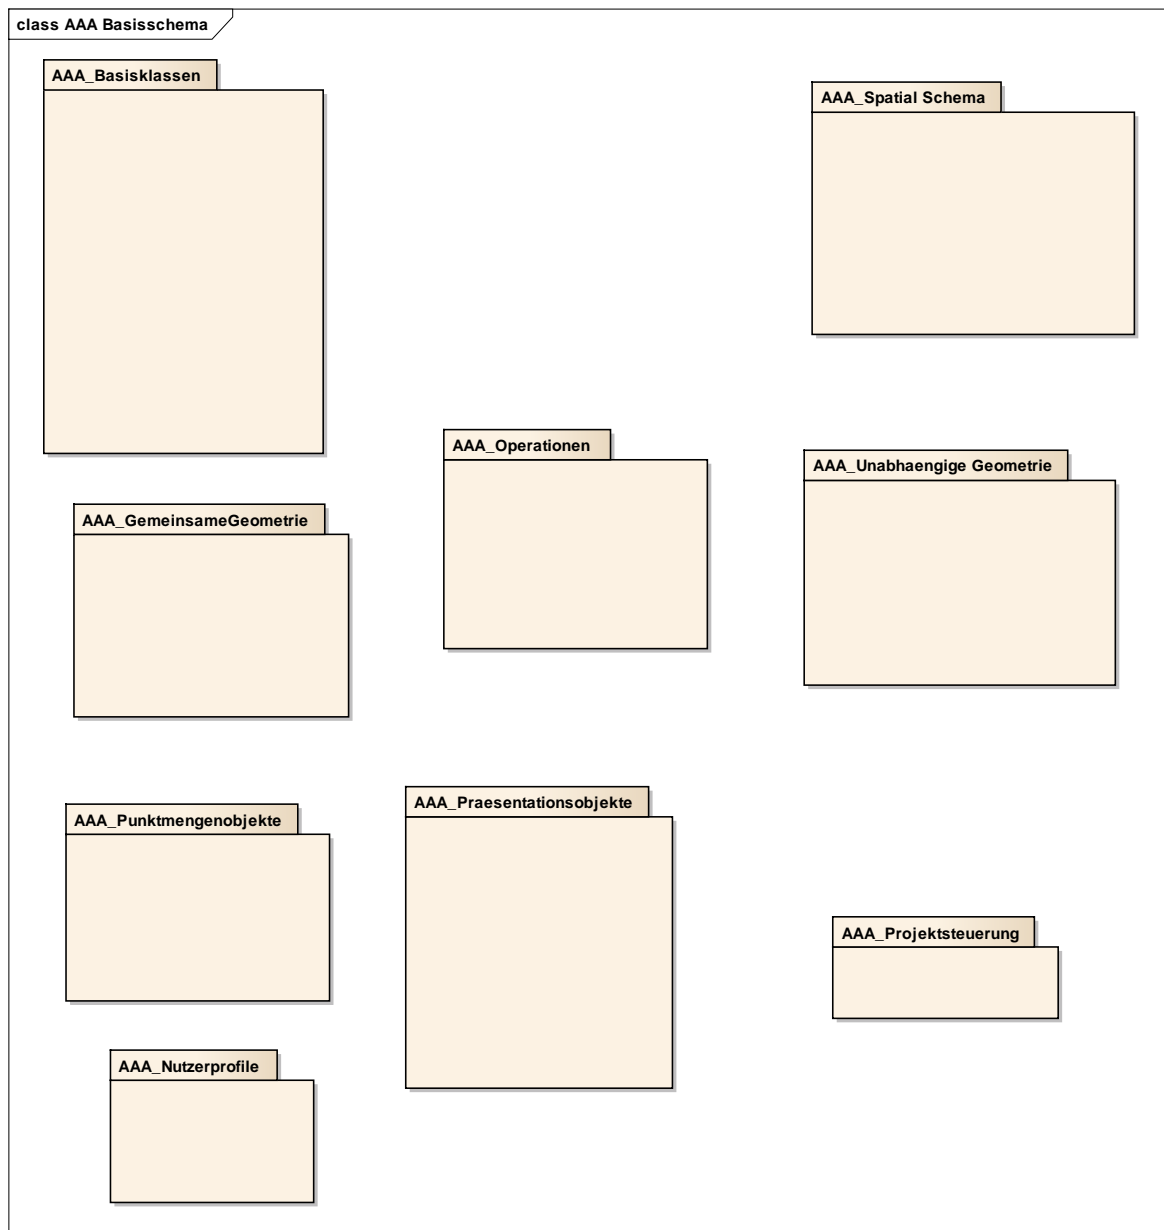 class AAA Basisschema
AAA_Basisklassen
AAA_Spatial Schema
AAA_Operationen
AAA_Unabhaengige Geometrie
AAA_GemeinsameGeometrie
AAA_Praesentationsobjekte
AAA_Punktmengenobjekte
AAA_Projektsteuerung
AAA_Nutzerprofile